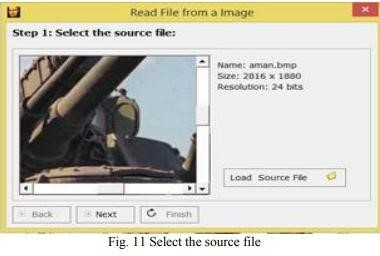 Read File from a Image
Step 1: Select the source file:
Name: aman.bmp
Size: 2816 x 1880
Resolution: 24 bits
Load Source File
Back
Next
Finish
Fig. 11 Select the source file